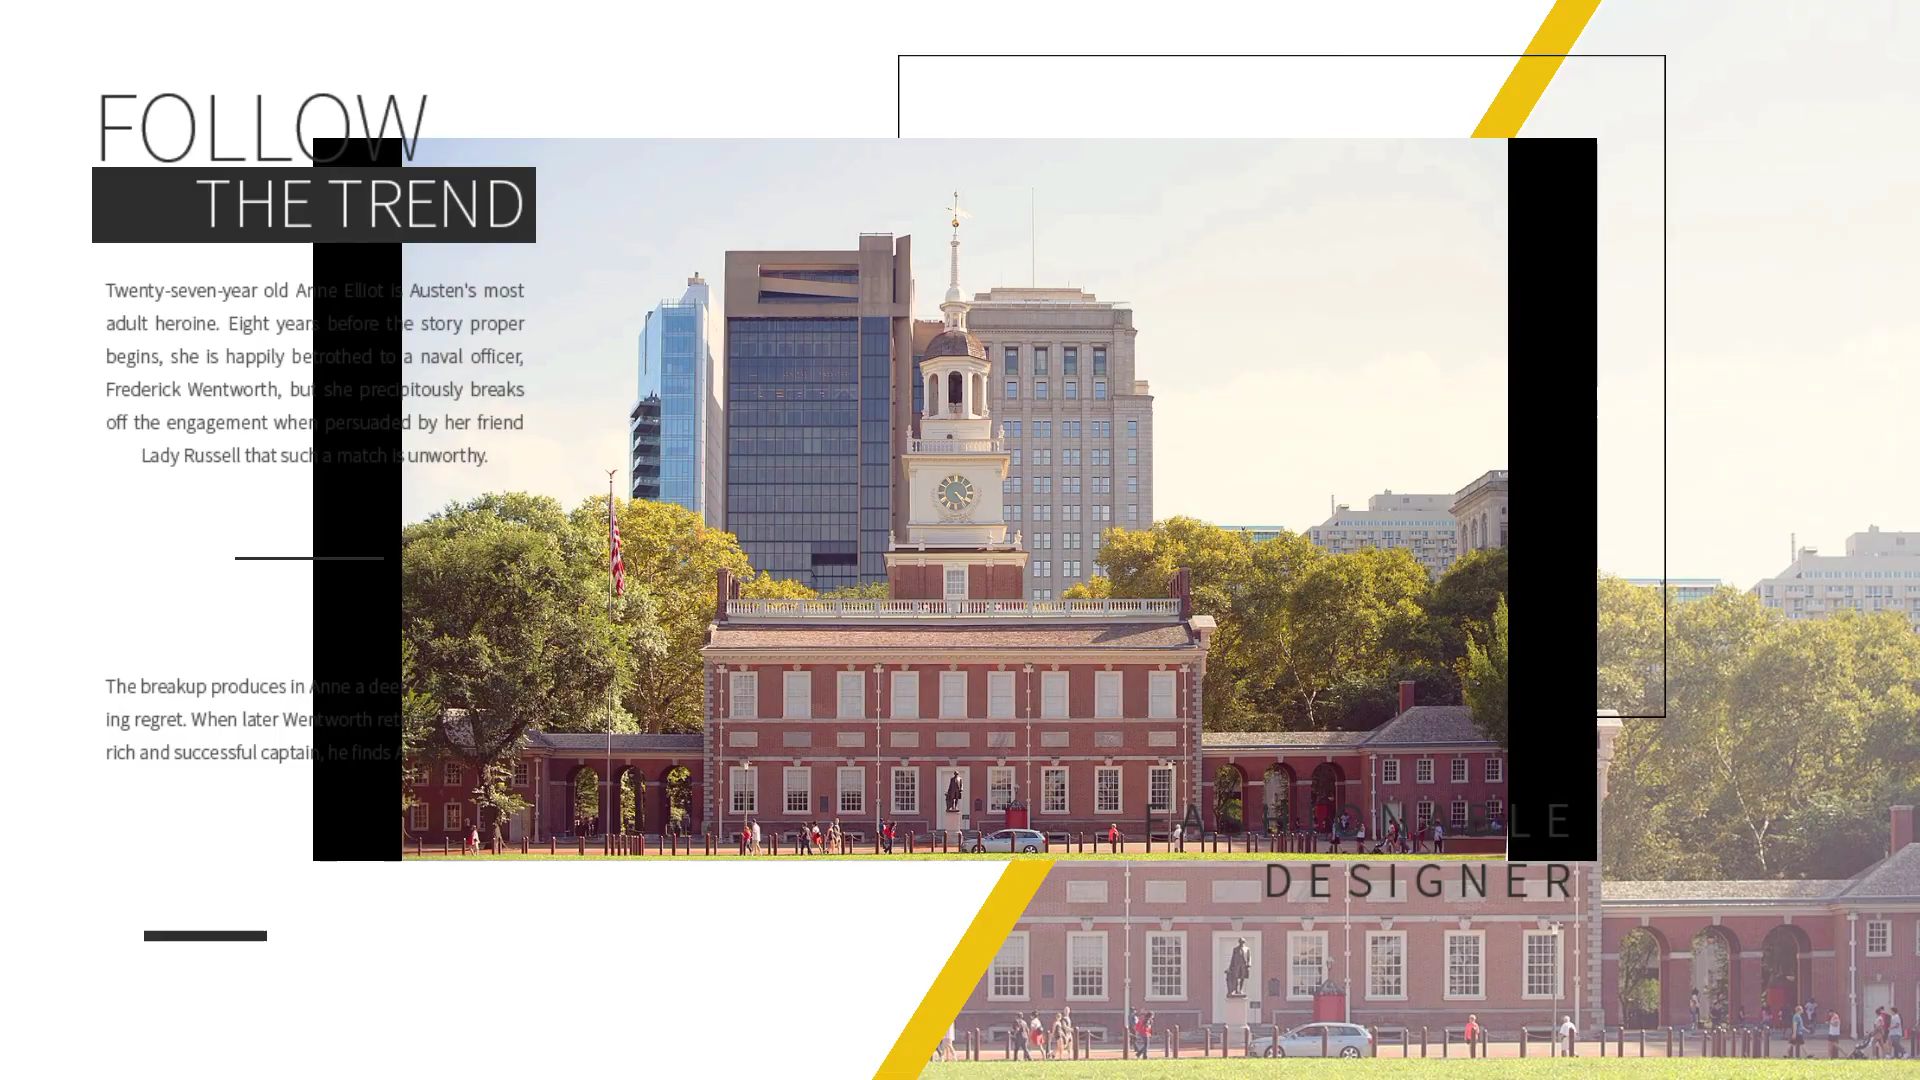 FOLLOW
THE TREND
Twenty-seven-year old Anne Elliot is Austen's most
adult heroine. Eight years before the story proper
begins, she is happily betrothed to a naval officer,
Frederick Wentworth, but she precipitously breaks
off the engagement when persuaded by her friend
Lady Russell that such a match is unworthy.
The breakup produces in Anne a
ing regret. When later Wentworth
rich and successful captain, he finds
FASHIONABLE
DESIGNER